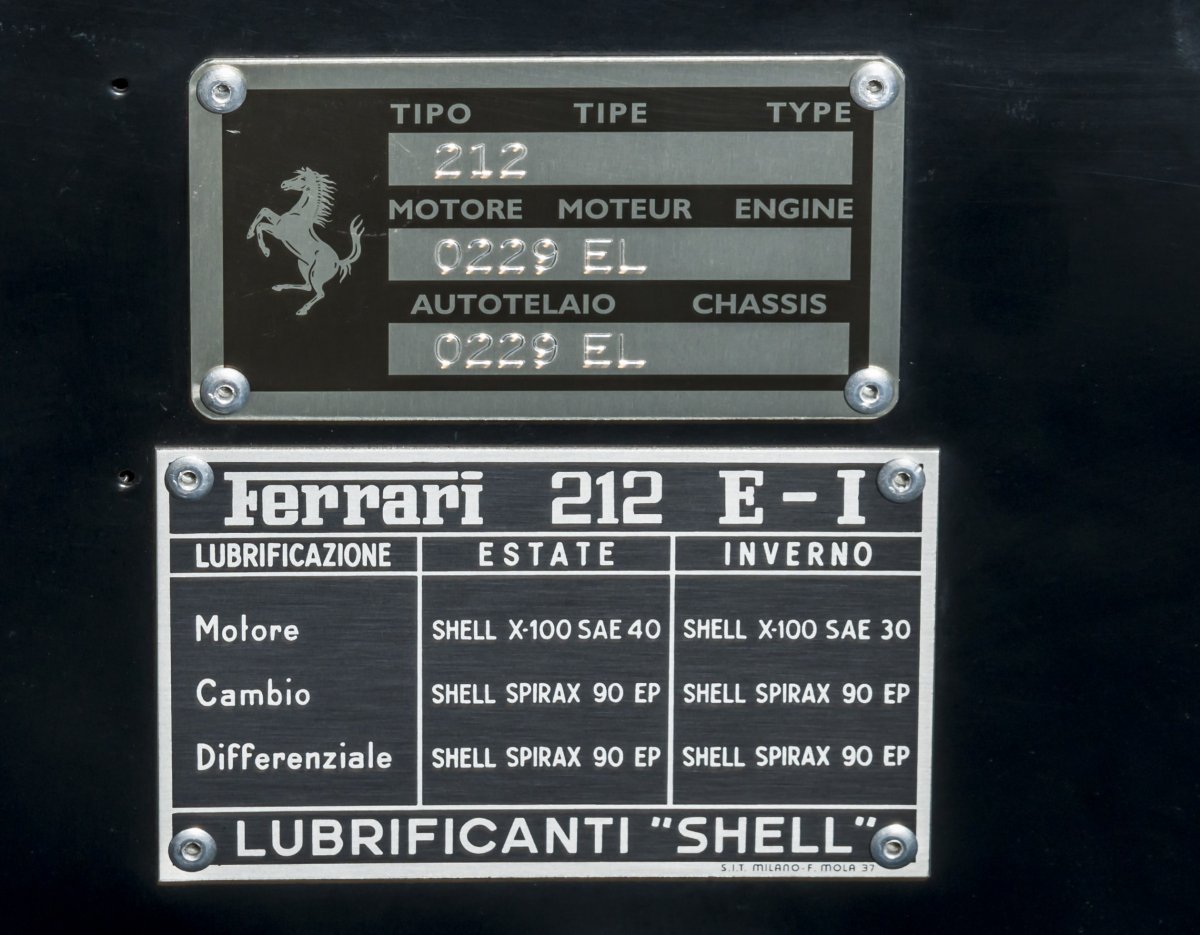 TIPO TIPE TYPE
212
MOTORE MOTEUR ENGINE
0229 EL
AUTOTELAIO CHASSIS
0229 EL
Ferrari 212 E-I
LUBRIFICAZIONE ESTATE INVERNO
Motore SHELL X-100 SAE 40 SHELL X-100 SAE 30
Cambio SHELL SPIRAX 90 EP SHELL SPIRAX 90 EP
Differenziale SHELL SPIRAX 90 EP SHELL SPIRAX 90 EP
LUBRIFICANTI "SHELL"
S.I.T. MILANO-F. MOLA 37